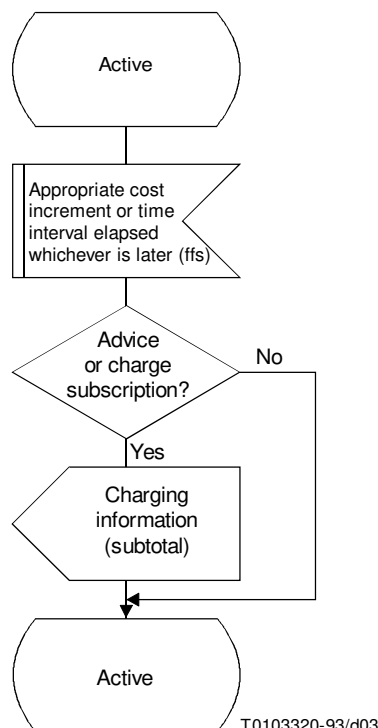 Active
Appropriate cost
increment or time
interval elapsed
whichever is later (ffs)
Advice
or charge
subscription?
No
Yes
Charging
information
(subtotal)
Active
T0103320-93/d03